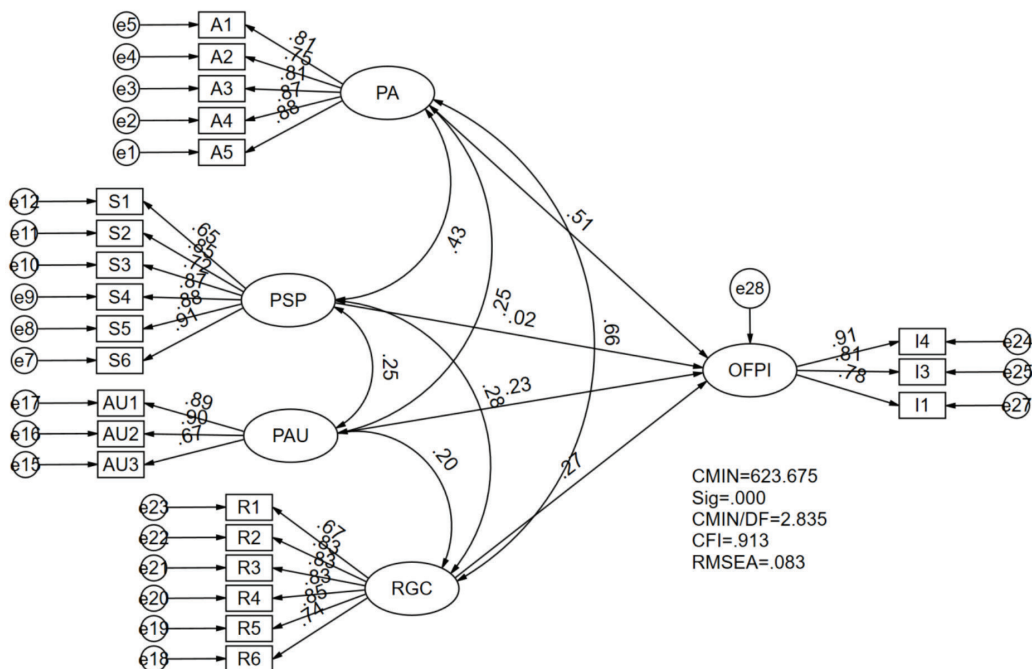 e5 A1 .81
e4 A2 .75
e3 A3 .81
e2 A4 .87
e1 A5 .88
PA
e12 S1 .65
e11 S2 .85
e10 S3 .75
e9 S4 .87
e8 S5 .88
e7 S6 .91
PSP
e17 AU1 .89
e16 AU2 .90
e15 AU3 .67
PAU
e23 R1 .67
e22 R2 .83
e21 R3 .83
e20 R4 .83
e19 R5 .85
e18 R6 .74
RGC
.43
.25
.66
.25
.28
.20
.51
.02
.23
.27
e28
OFPI
.91 I4 e24
.81 I3 e25
.78 I1 e27
CMIN=623.675
Sig=.000
CMIN/DF=2.835
CFI=.913
RMSEA=.083